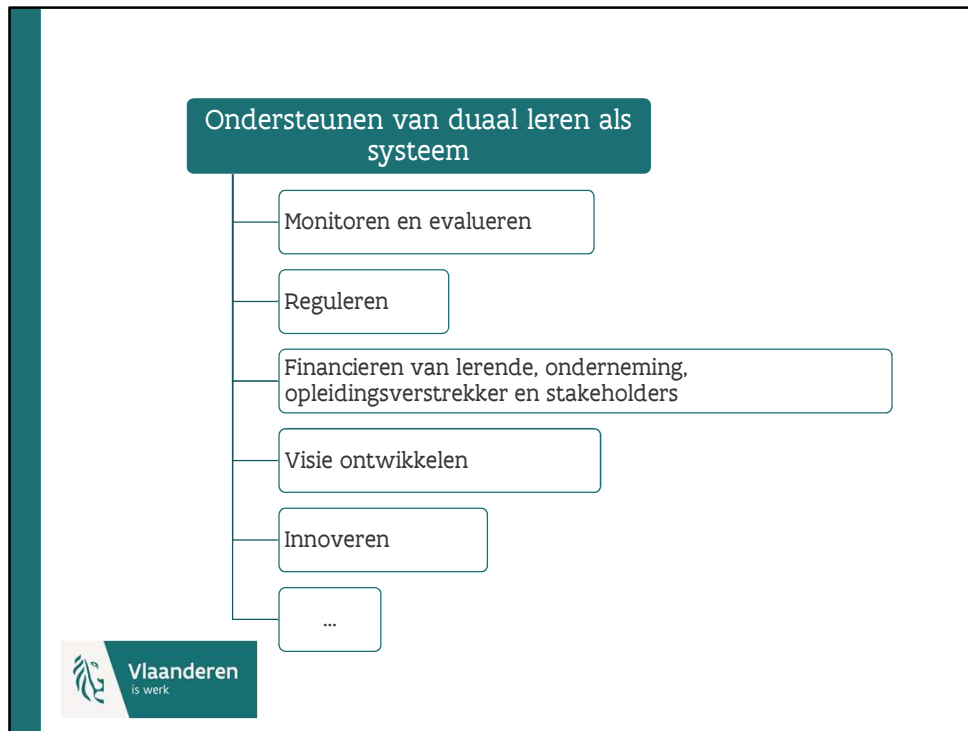 Ondersteunen van duaal leren als
systeem
Monitoren en evalueren
Reguleren
Financieren van lerende, onderneming,
opleidingsverstrekker en stakeholders
Visie ontwikkelen
Innoveren
...
Vlaanderen
is werk